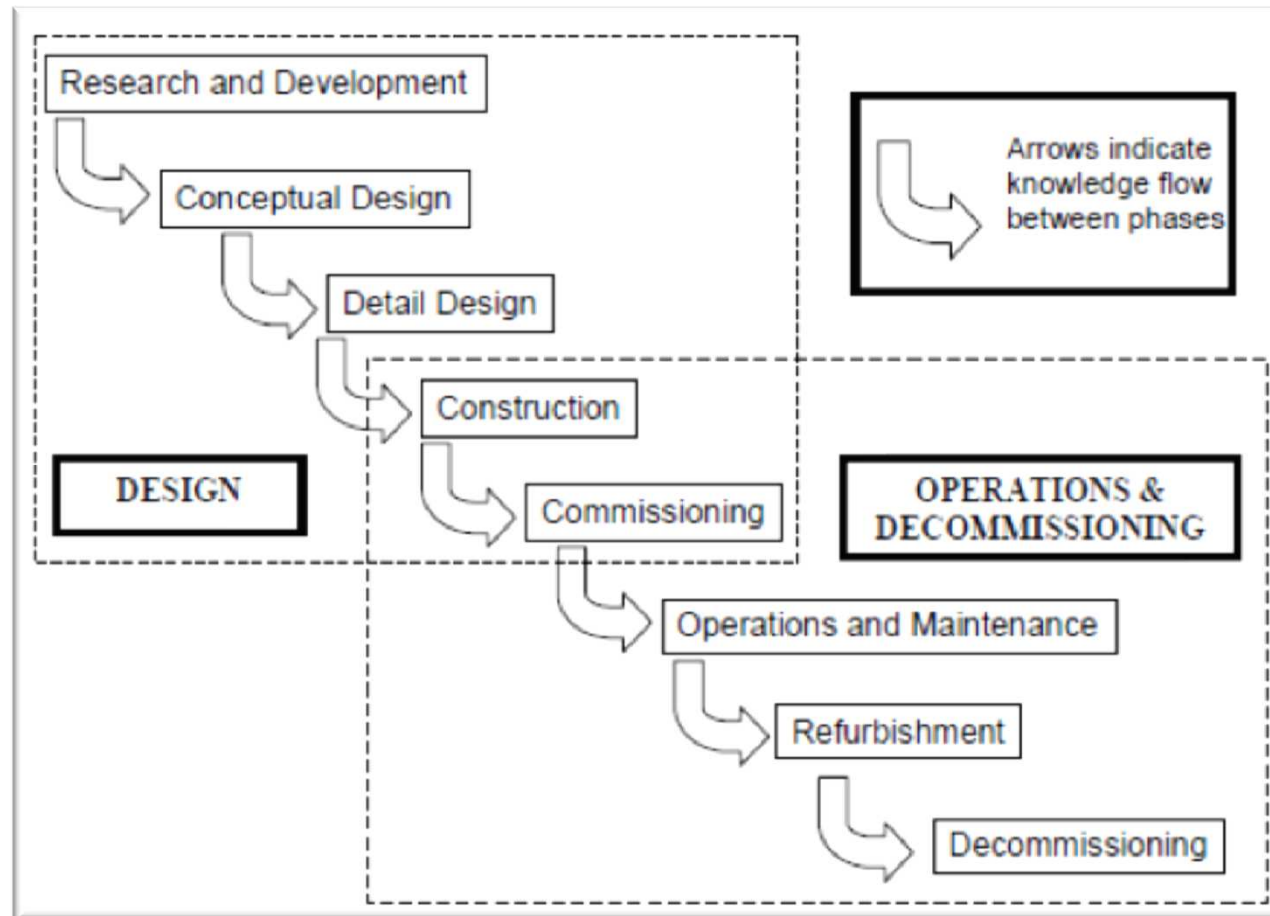 Research and Development
Arrows indicate
knowledge flow
between phases
Conceptual Design
Detail Design
Construction
DESIGN
OPERATIONS &
DECOMMISSIONING
Commissioning
Operations and Maintenance
Refurbishment
Decommissioning